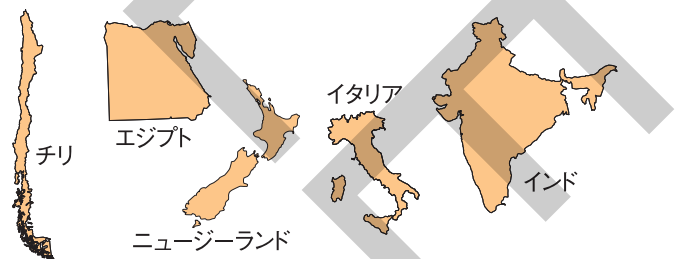 チリ
エジプト
ニュージーランド
イタリア
インド